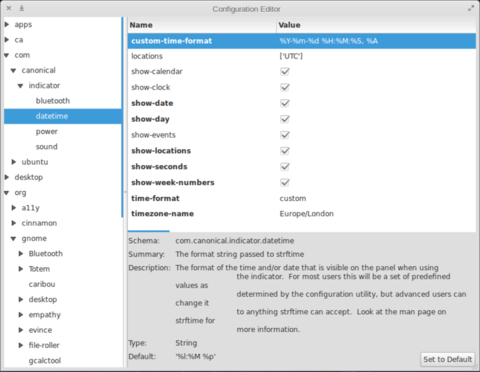 Configuration Editor
apps
ca
com
canonical
indicator
bluetooth
datetime
power
sound
ubuntu
desktop
org
a11y
cinnamon
gnome
Bluetooth
Totem
caribou
desktop
empathy
evince
file-roller
gcalctool
Name Value
custom-time-format %Y-%m-%d %H:%M:%S, %A
locations ['UTC']
show-calendar
show-clock
show-date
show-day
show-events
show-locations
show-seconds
show-week-numbers
time-format custom
timezone-name Europe/London
Schema: com.canonical.indicator.datetime
Summary: The format string passed to strftime
Description: The format of the time and/or date that is visible on the panel when using
the indicator. For most users this will be a set of predefined
values as
determined by the configuration utility, but advanced users can
change it
to anything strftime can accept. Look at the man page on
strftime for
more information.
Type: String
Default: '%l:%M %p'
Set to Default